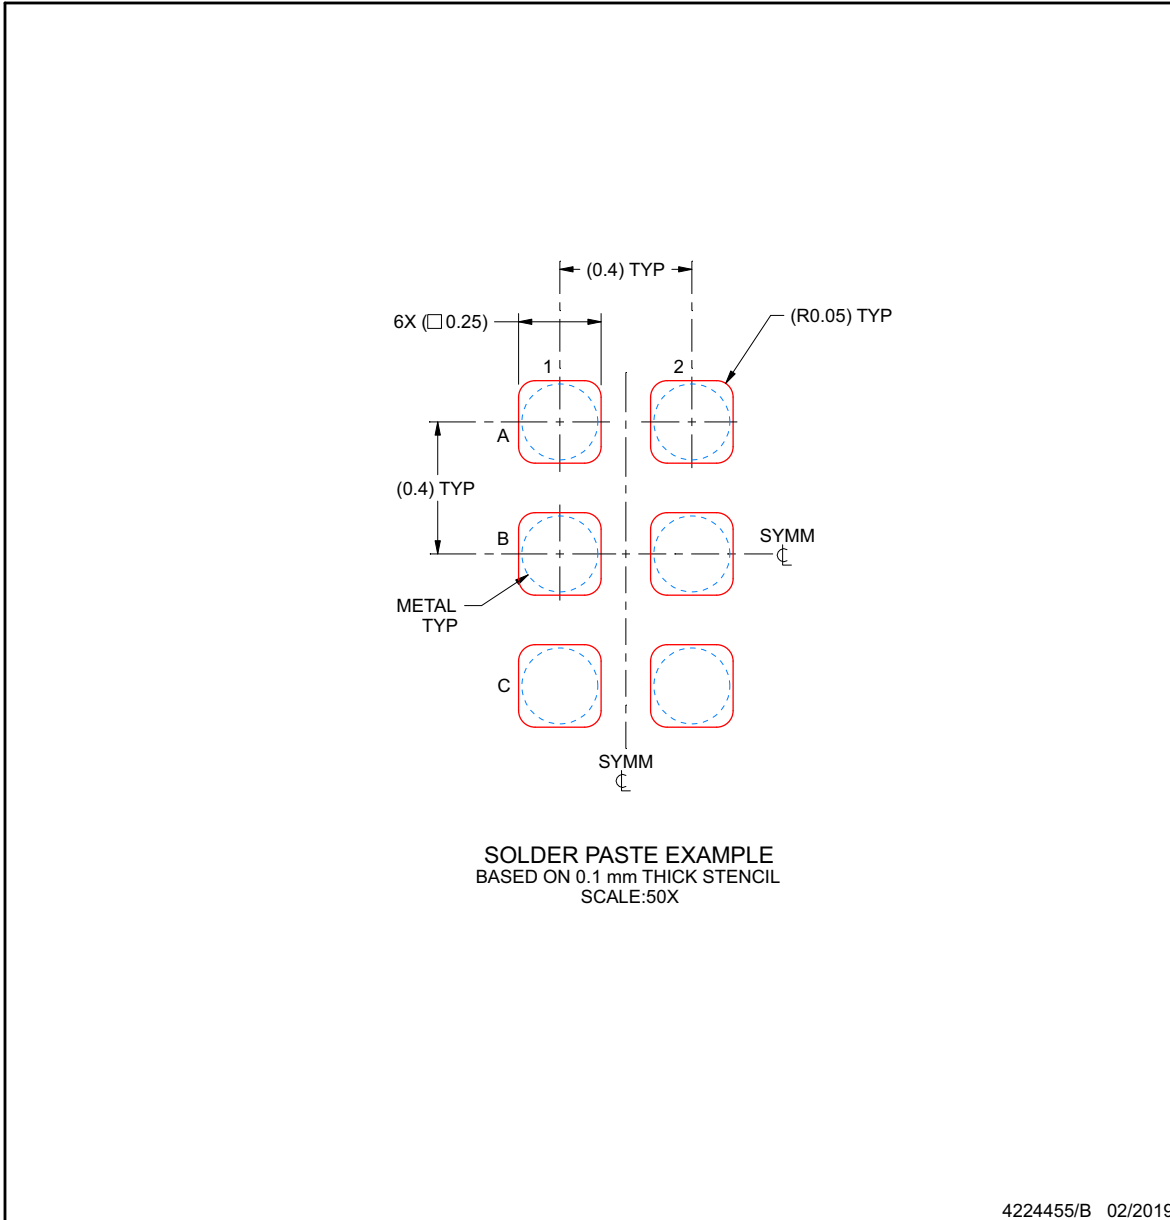 (0.4) TYP
6X (□ 0.25)
(R0.05) TYP
1
2
A
(0.4) TYP
B
SYMM
℄
METAL
TYP
C
SYMM
℄
SOLDER PASTE EXAMPLE
BASED ON 0.1 mm THICK STENCIL
SCALE:50X
4224455/B 02/2019